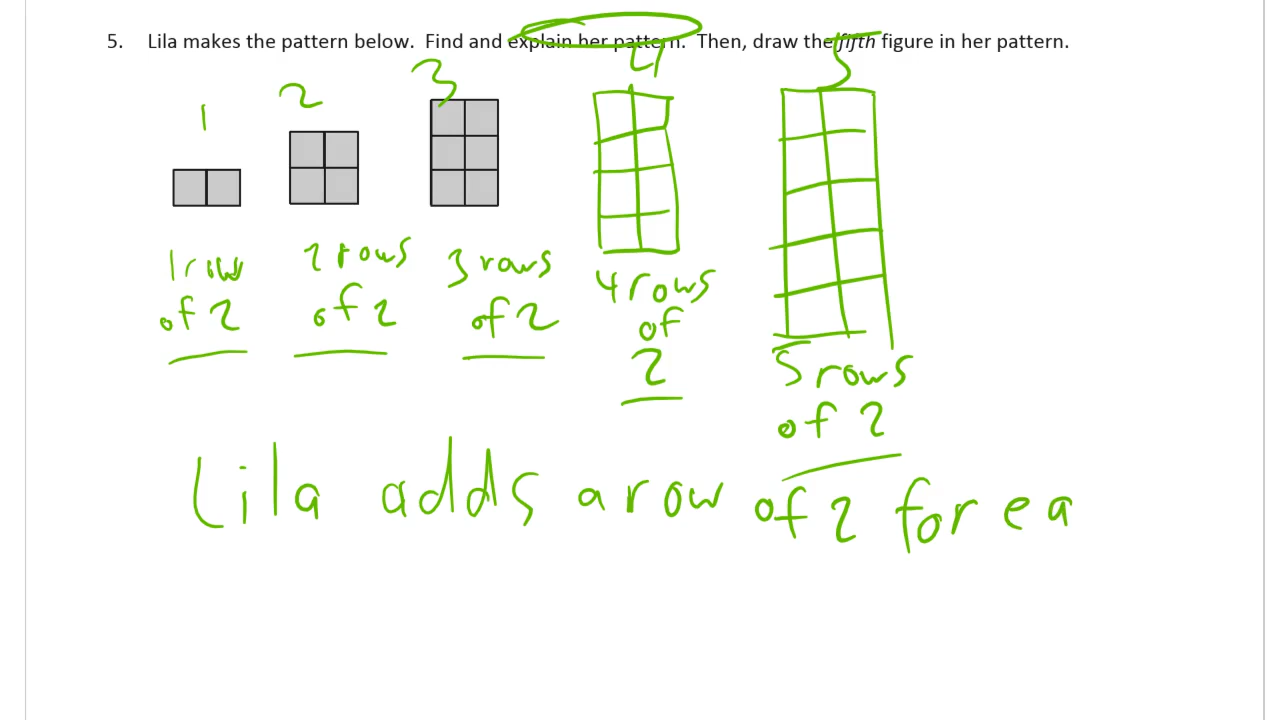 5. Lila makes the pattern below. Find and explain her pattern. Then, draw the fifth figure in her pattern.
1 2 3 4 5
1 row of 2
2 rows of 2
3 rows of 2
4 rows of 2
5 rows of 2
Lila adds a row of 2 for ea